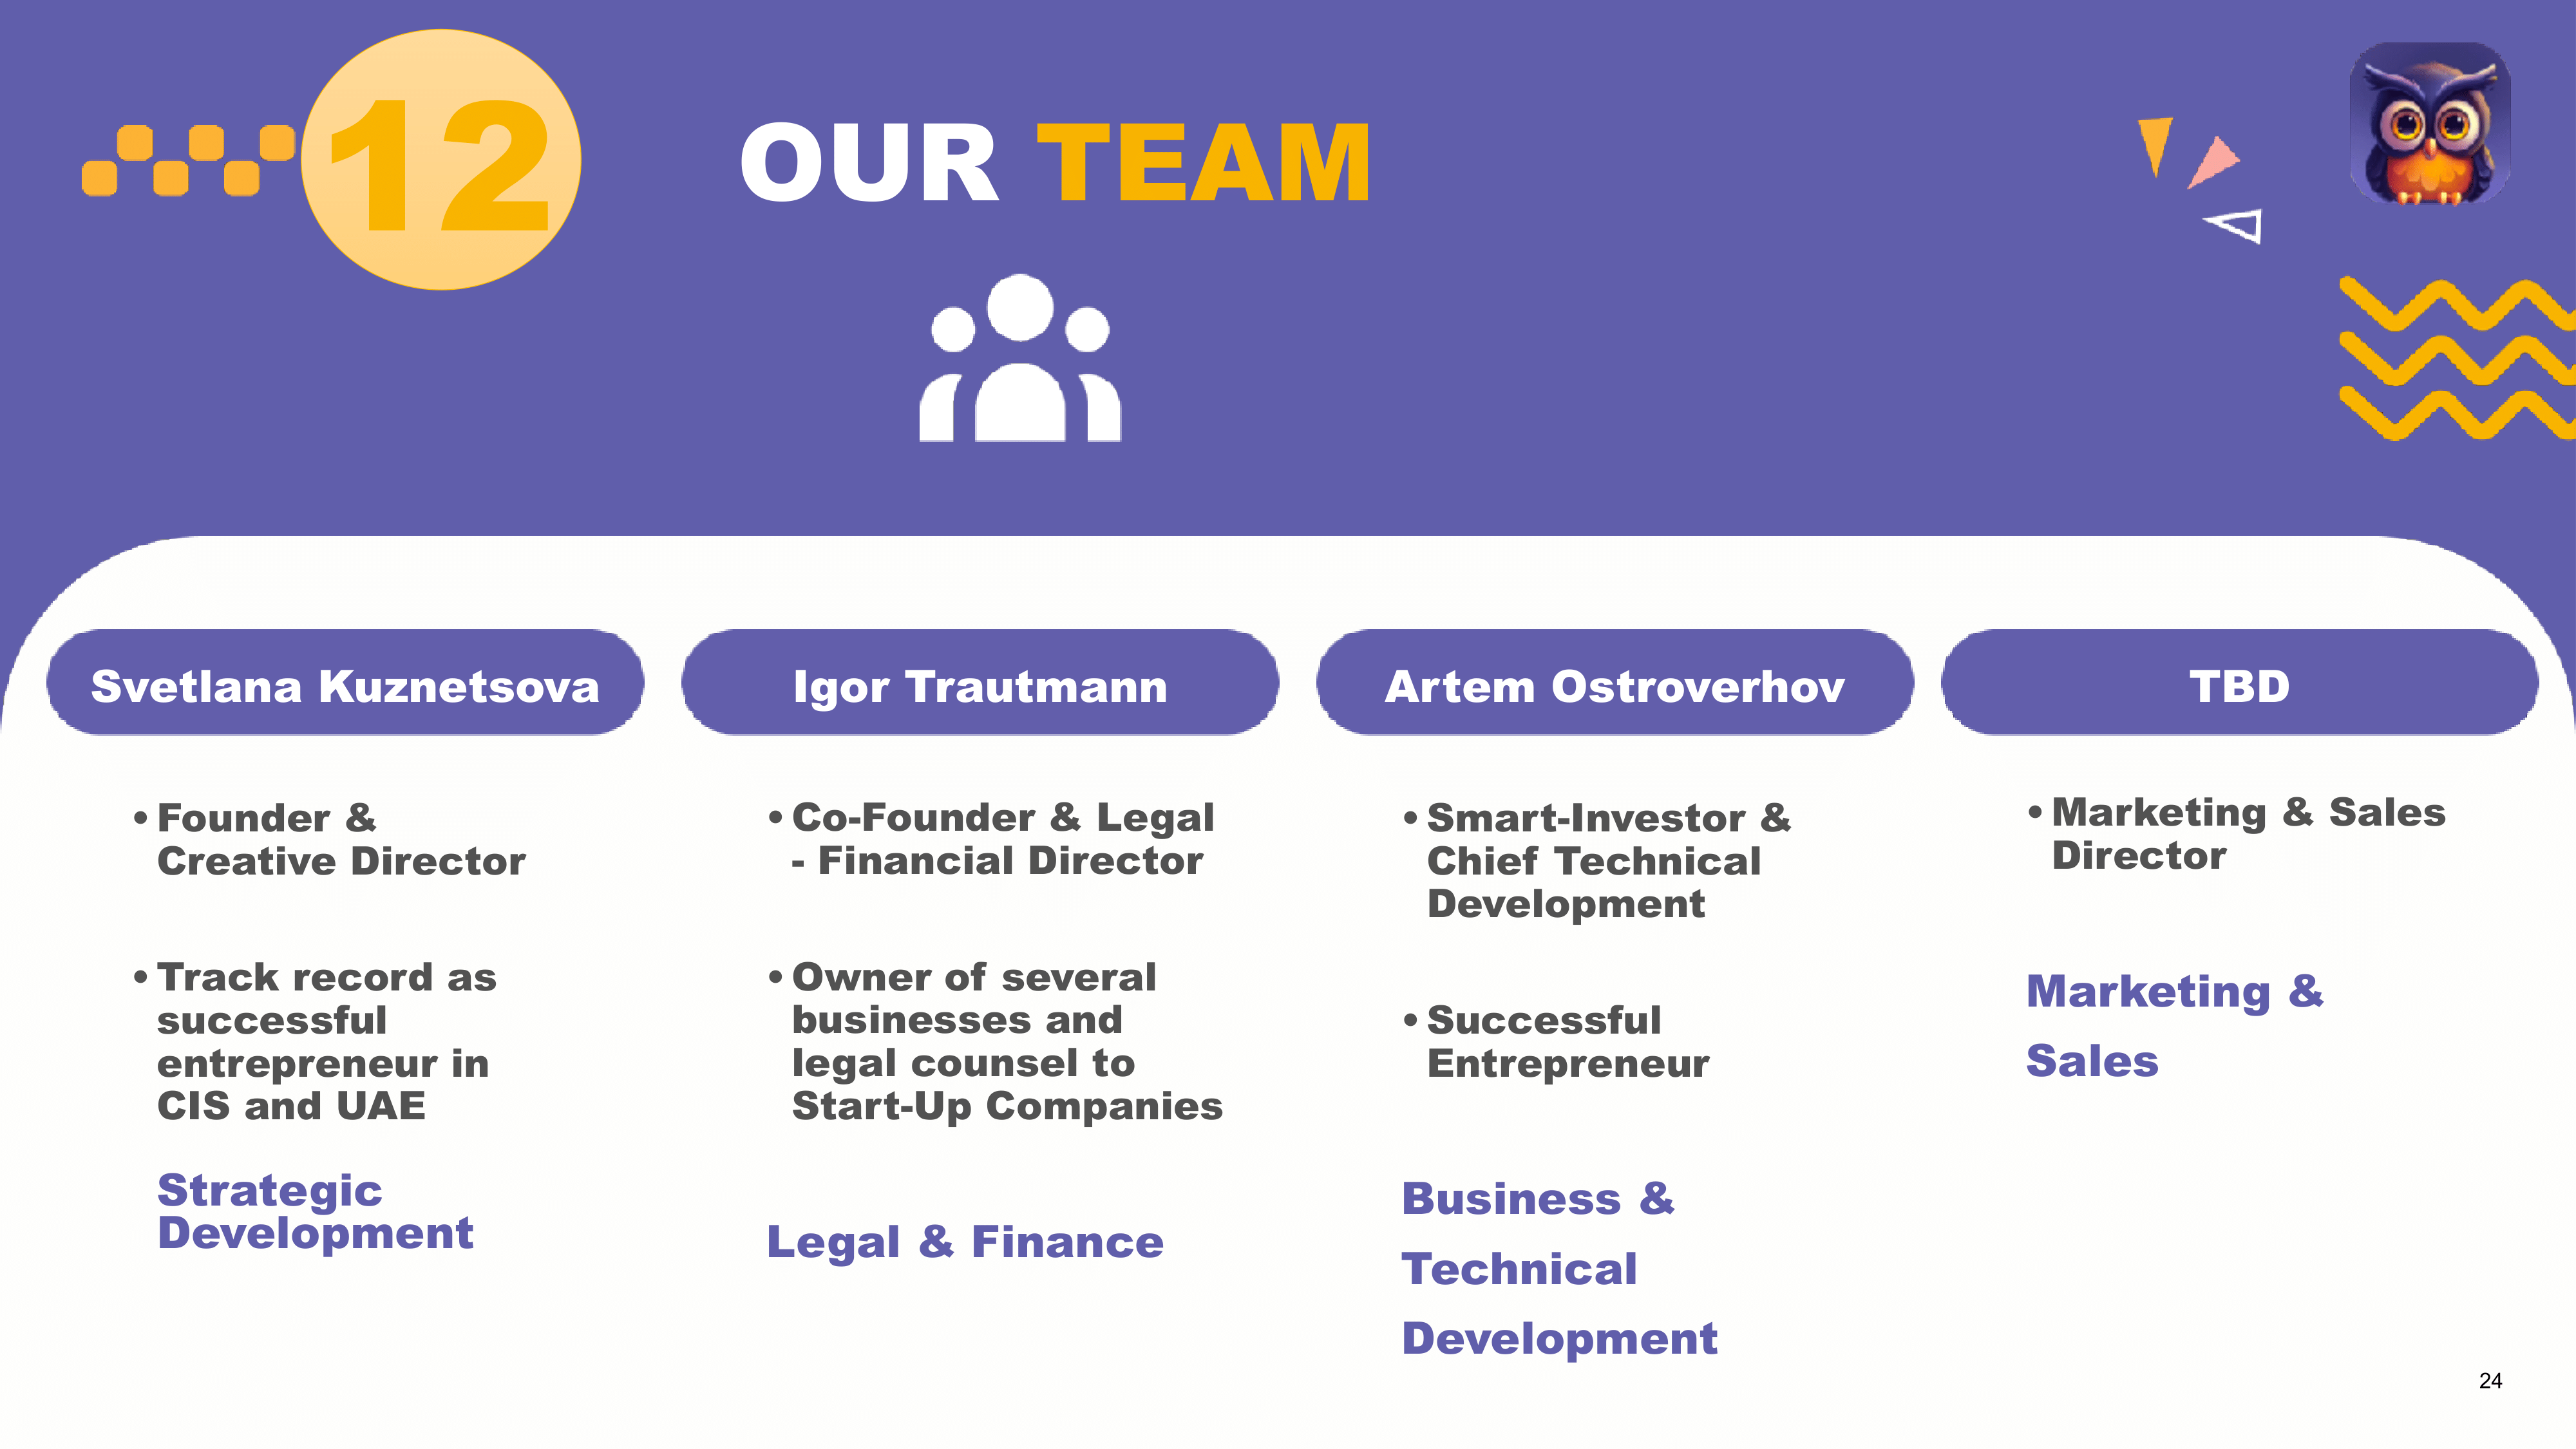 12
OUR TEAM
Svetlana Kuznetsova
• Founder &
Creative Director
• Track record as
successful
entrepreneur in
CIS and UAE
Strategic
Development
Igor Trautmann
• Co-Founder & Legal
- Financial Director
• Owner of several
businesses and
legal counsel to
Start-Up Companies
Legal & Finance
Artem Ostroverhov
• Smart-Investor &
Chief Technical
Development
• Successful
Entrepreneur
Business &
Technical
Development
TBD
• Marketing & Sales
Director
Marketing &
Sales
24